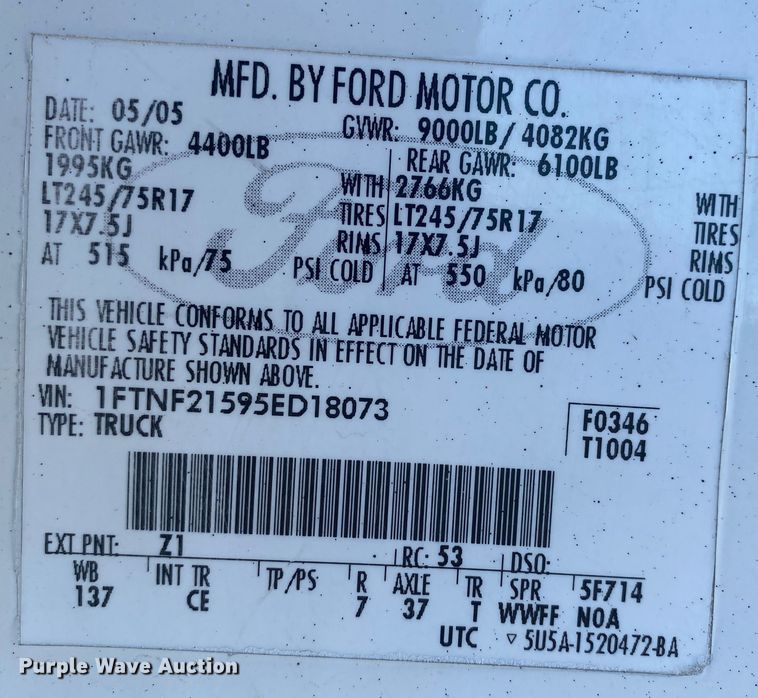 MFD. BY FORD MOTOR CO.
DATE: 05/05 GVWR: 9000LB/ 4082KG
FRONT GAWR: 4400LB REAR GAWR: 6100LB
1995KG WITH 2766KG WITH
LT245/75R17 TIRES LT245/75R17 TIRES
17X7.5J RIMS 17X7.5J RIMS
AT 515 kPa/75 PSI COLD AT 550 kPa/80 PSI COLD
Ford
THIS VEHICLE CONFORMS TO ALL APPLICABLE FEDERAL MOTOR
VEHICLE SAFETY STANDARDS IN EFFECT ON THE DATE OF
MANUFACTURE SHOWN ABOVE.
VIN: 1FTNF21595ED18073 F0346
TYPE: TRUCK T1004
EXT PNT: Z1 RC: 53 DSO:
WB INT TR TP/PS R AXLE TR SPR 5F714
137 CE 7 37 T WWFF NOA
UTC ▽ 5U5A-1520472-BA
Purple Wave Auction